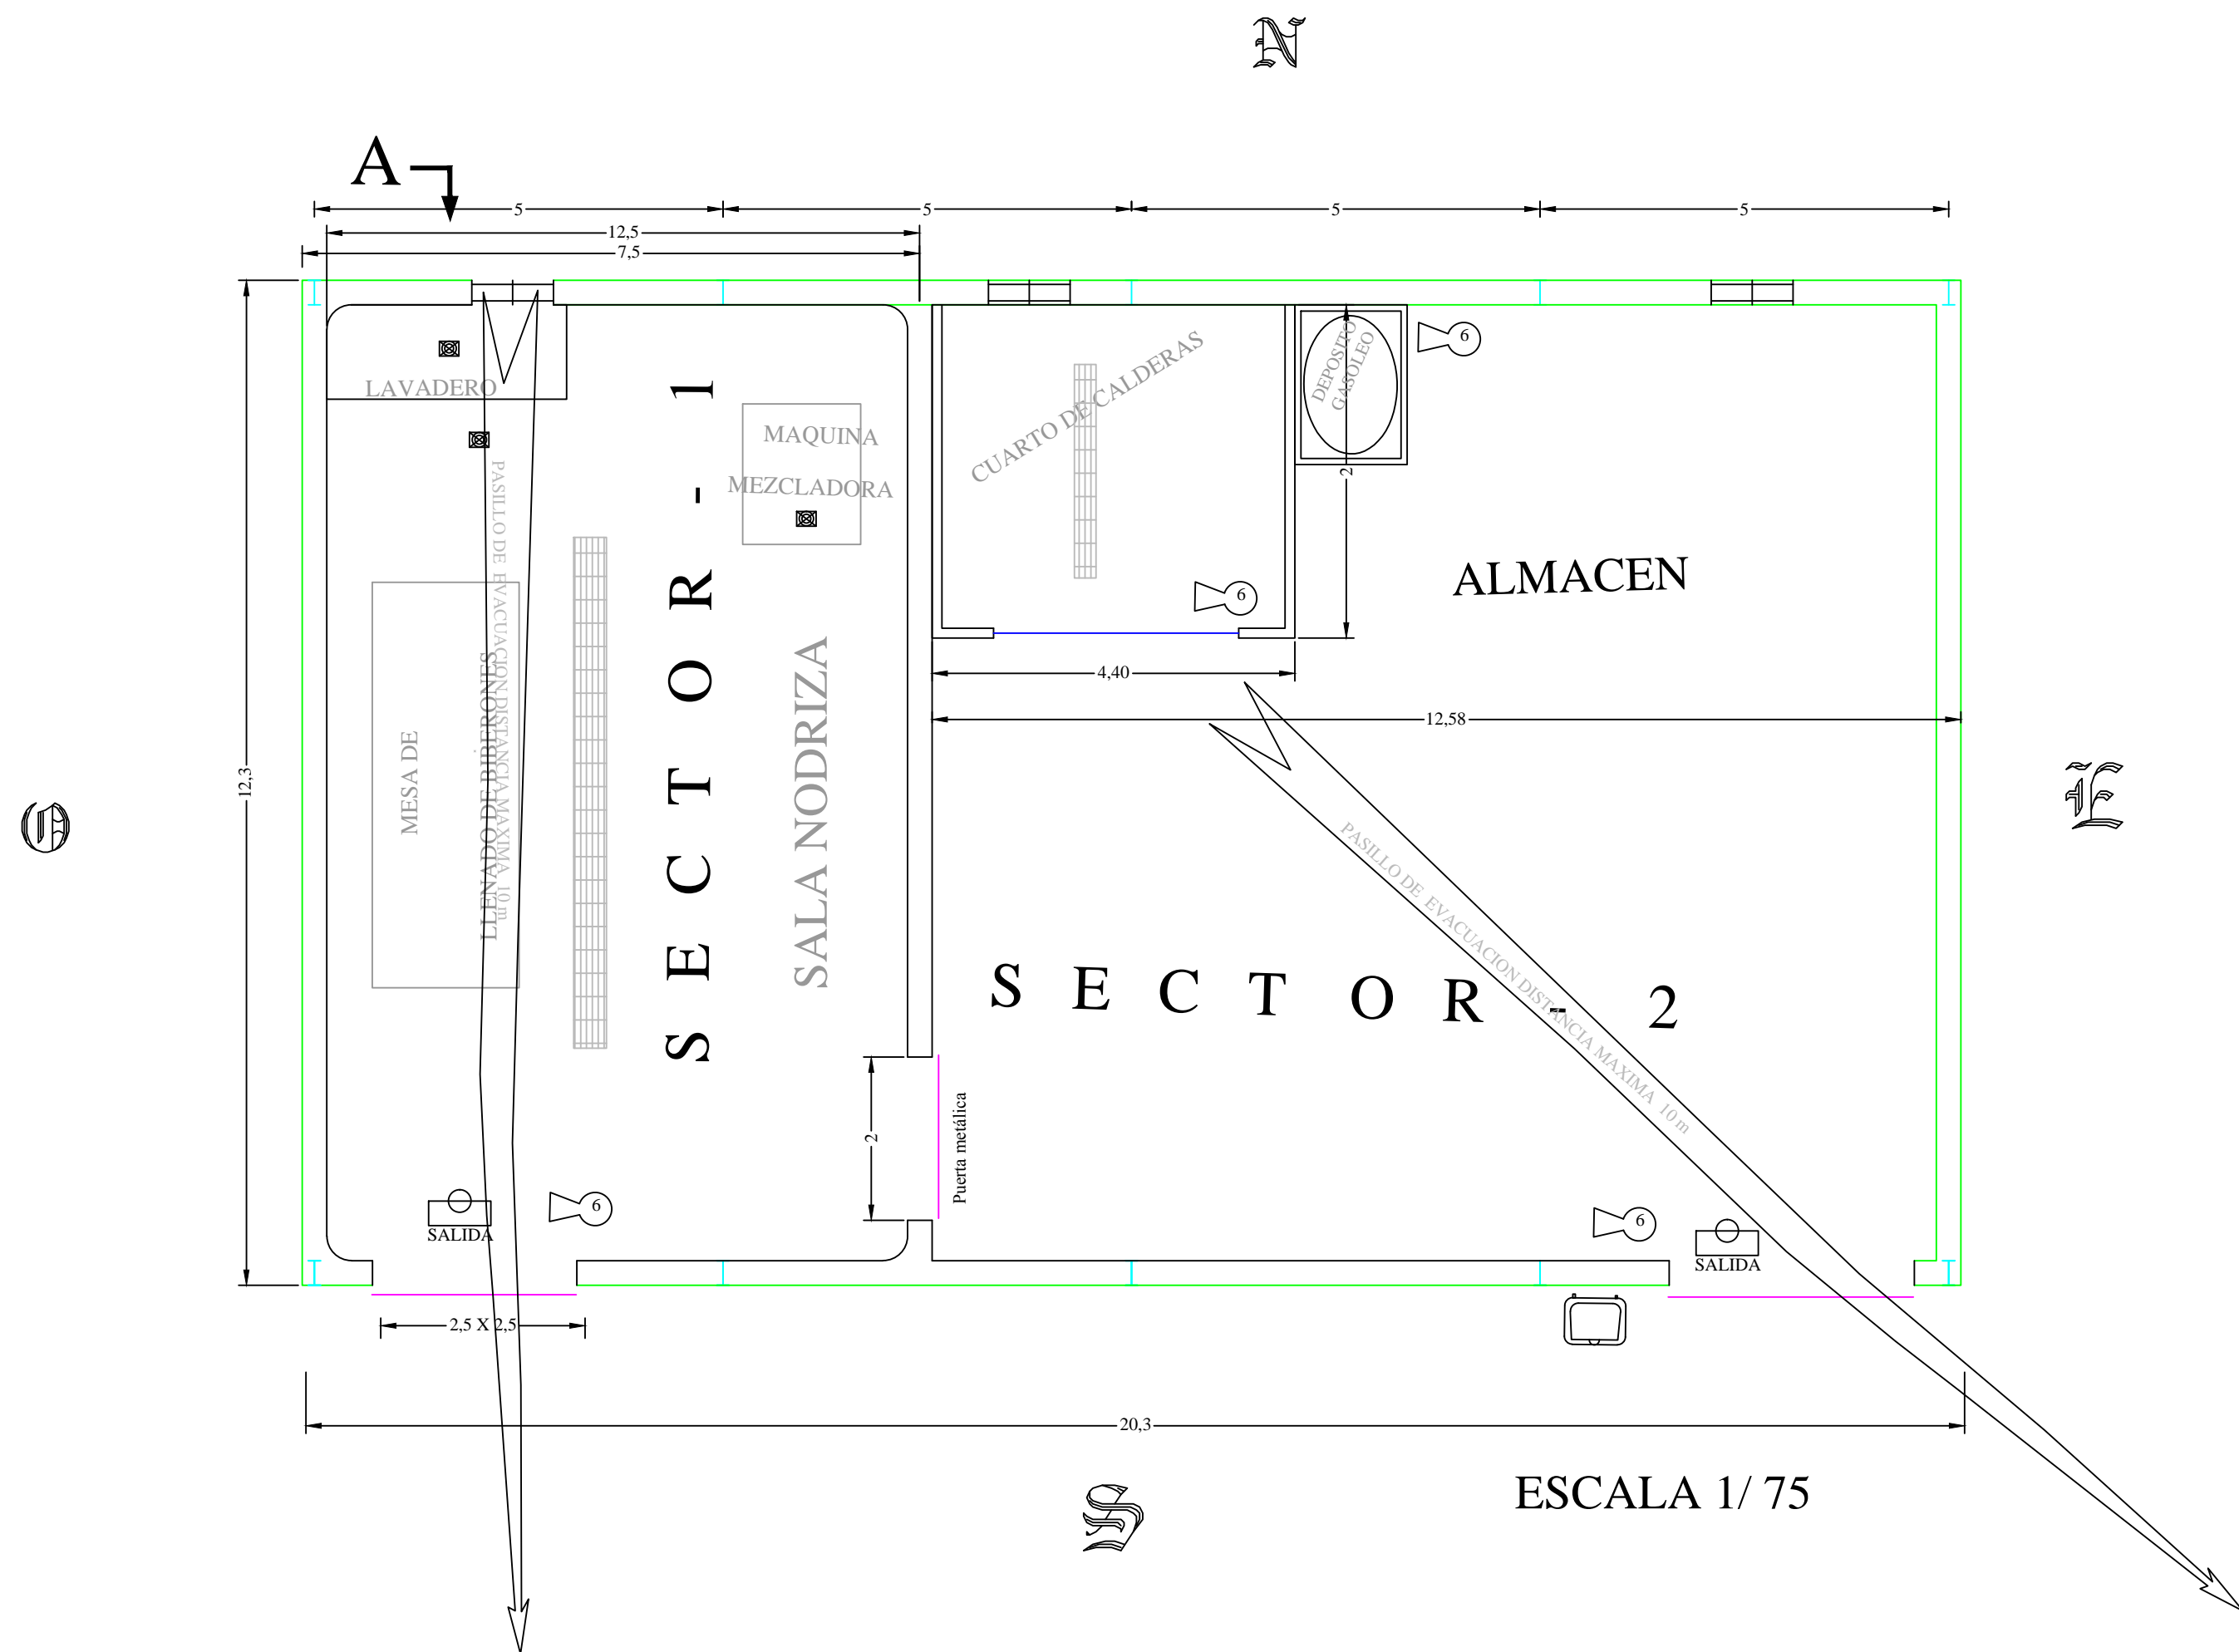 N
A
5
5
5
5
12,5
7,5
LAVADERO
MAQUINA
MEZCLADORA
CUARTO DE CALDERAS
DEPOSITO
GASOLEO
6
2
6
ALMACEN
SECTOR-1
SALA NODRIZA
PASILLO DE EVACUACION DISTANCIA MAXIMA 10 m
MESA DE
LLENADO DE BIBERONES
4,40
12,58
12,3
O
E
PASILLO DE EVACUACION DISTANCIA MAXIMA 10 m
SECTOR-2
2
Puerta metálica
6
SALIDA
6
SALIDA
2,5 X 2,5
20,3
ESCALA 1/ 75
S